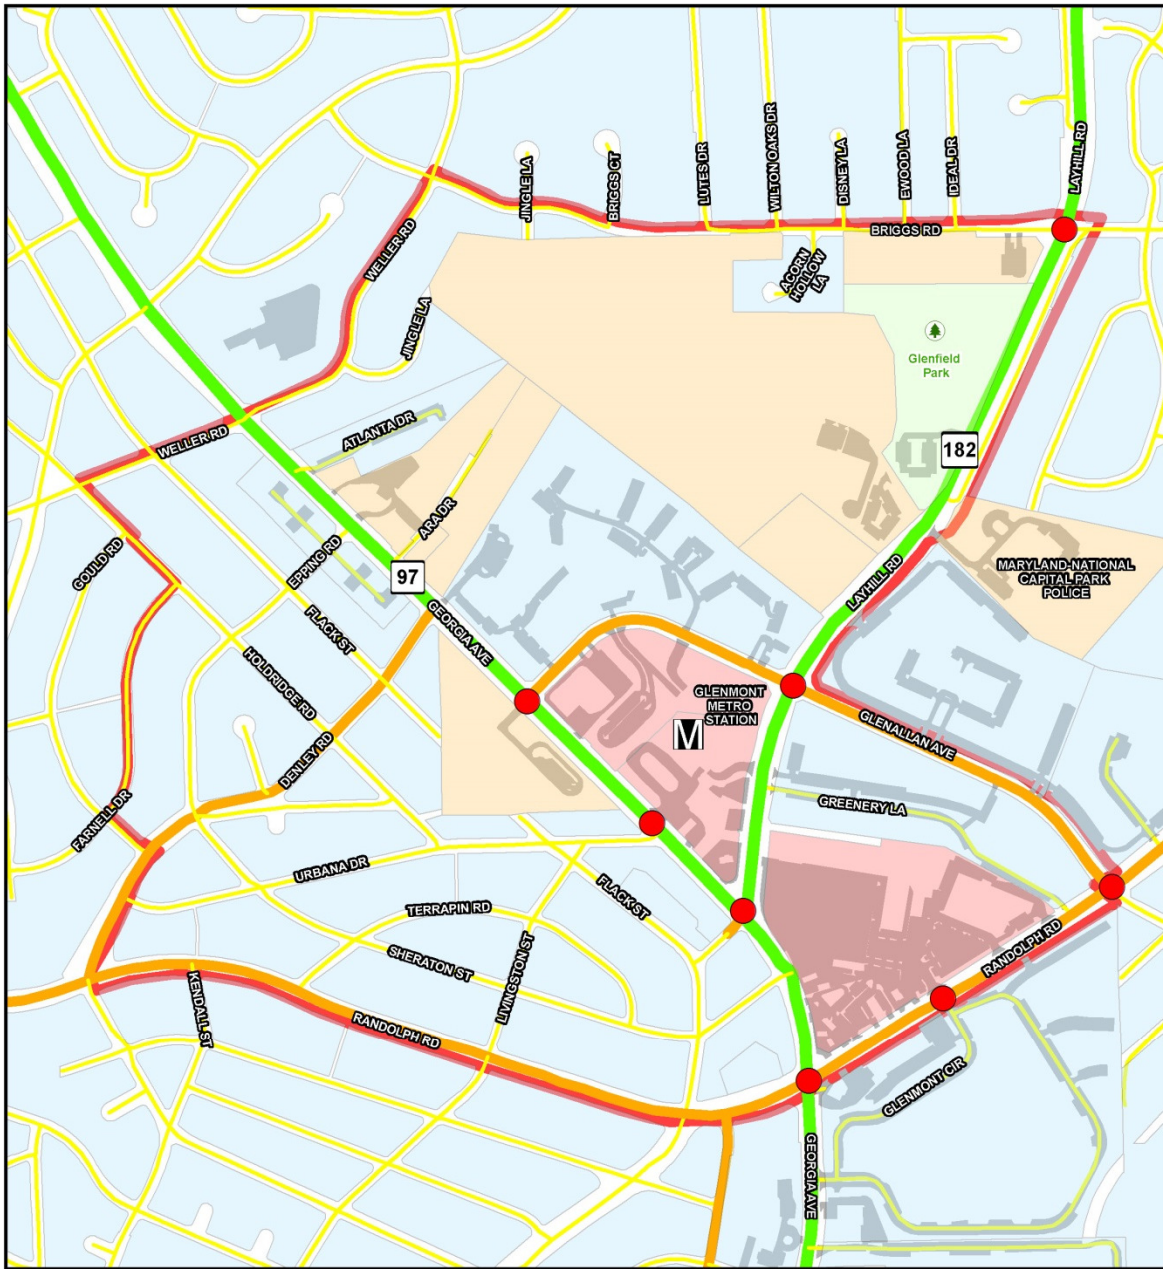 LAYHILL RD
JINGLE LA
BRIGGS CT
LUTES DR
WILTON OAKS DR
DISNEY LA
EWOOD LA
IDEAL DR
BRIGGS RD
WELLER RD
ACORN
HOLLOW
LA
JINGLE LA
Glenfield
Park
WELLER RD
ATLANTA DR
182
ARA DR
GOULD RD
EPPING RD
97
LAYHILL RD
MARYLAND-NATIONAL
CAPITAL PARK
POLICE
FLACK ST
GEORGIA AVE
HOLDRIDGE RD
GLENMONT
METRO
STATION
M
GLENALLAN AVE
DENLEY RD
FARNELL DR
GREENERY LA
URBANA DR
FLACK ST
TERRAPIN RD
SHERATON ST
LIVINGSTON ST
RANDOLPH RD
KENDALL ST
RANDOLPH RD
GLENMONT CIR
GEORGIA AVE